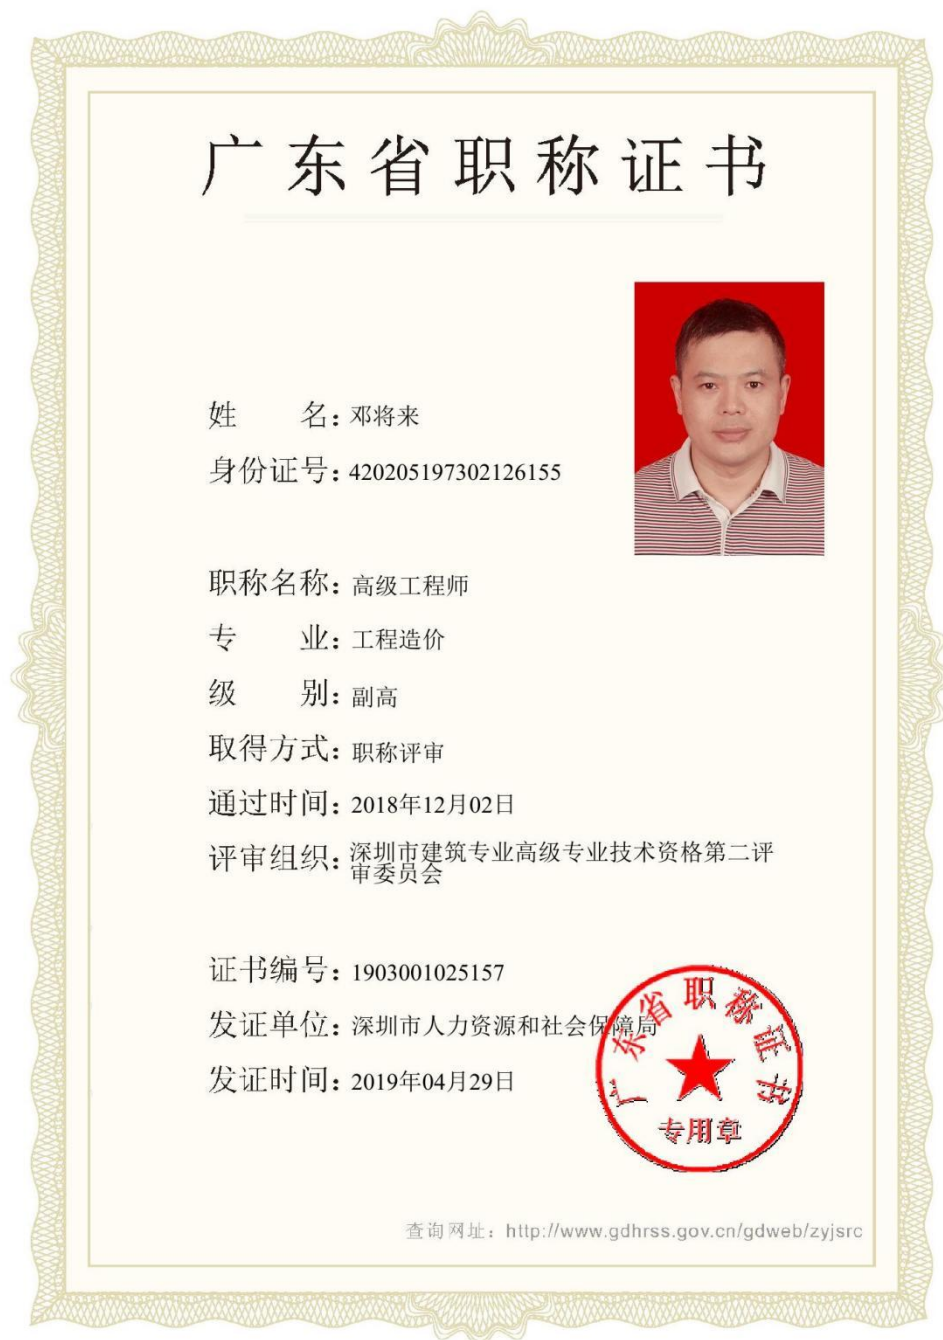 广东省职称证书
姓 名：邓将来
身份证号：420205197302126155
职称名称：高级工程师
专 业：工程造价
级 别：副高
取得方式：职称评审
通过时间：2018年12月02日
评审组织：深圳市建筑专业高级专业技术资格第二评
审委员会
证书编号：1903001025157
发证单位：深圳市人力资源和社会保障局
发证时间：2019年04月29日
广东省职称证书
专用章
查询网址：http://www.gdhrss.gov.cn/gdweb/zyjsrc